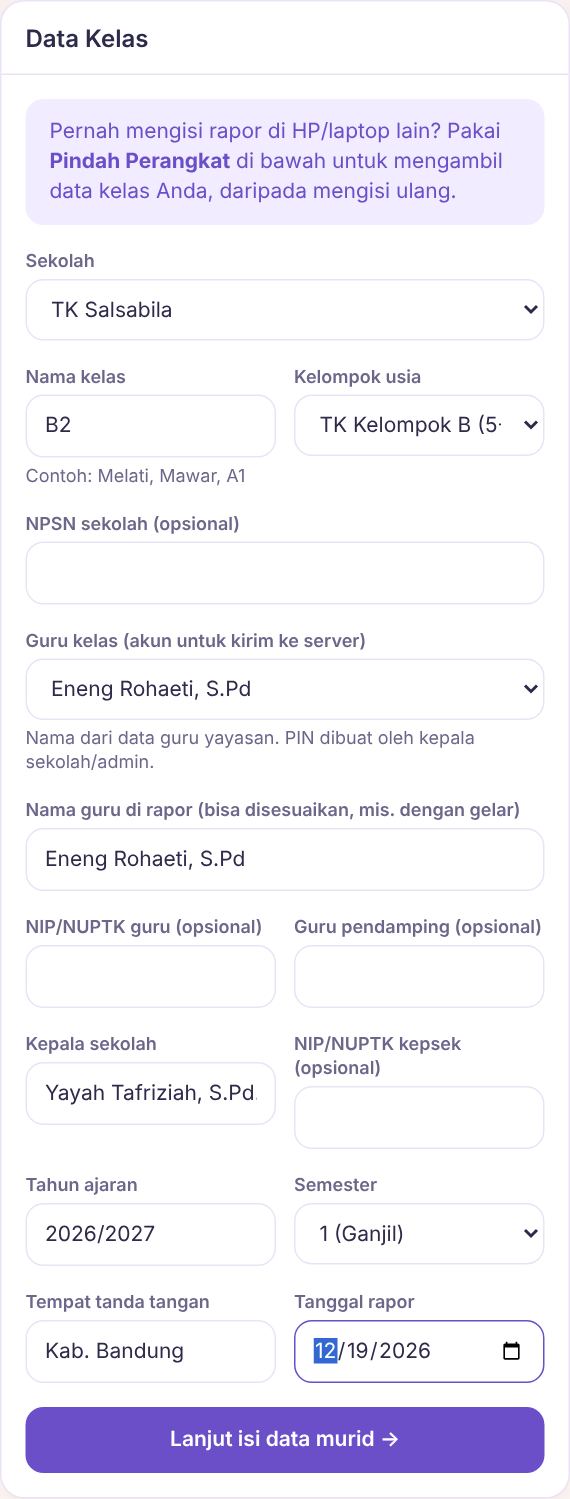 Data Kelas
Pernah mengisi rapor di HP/laptop lain? Pakai
Pindah Perangkat di bawah untuk mengambil
data kelas Anda, daripada mengisi ulang.
Sekolah
TK Salsabila
Nama kelas
Kelompok usia
B2
TK Kelompok B (5-
Contoh: Melati, Mawar, A1
NPSN sekolah (opsional)
Guru kelas (akun untuk kirim ke server)
Eneng Rohaeti, S.Pd
Nama dari data guru yayasan. PIN dibuat oleh kepala
sekolah/admin.
Nama guru di rapor (bisa disesuaikan, mis. dengan gelar)
Eneng Rohaeti, S.Pd
NIP/NUPTK guru (opsional)
Guru pendamping (opsional)
Kepala sekolah
NIP/NUPTK kepsek
(opsional)
Yayah Tafriziah, S.Pd.
Tahun ajaran
Semester
2026/2027
1 (Ganjil)
Tempat tanda tangan
Tanggal rapor
Kab. Bandung
12/19/2026
Lanjut isi data murid →